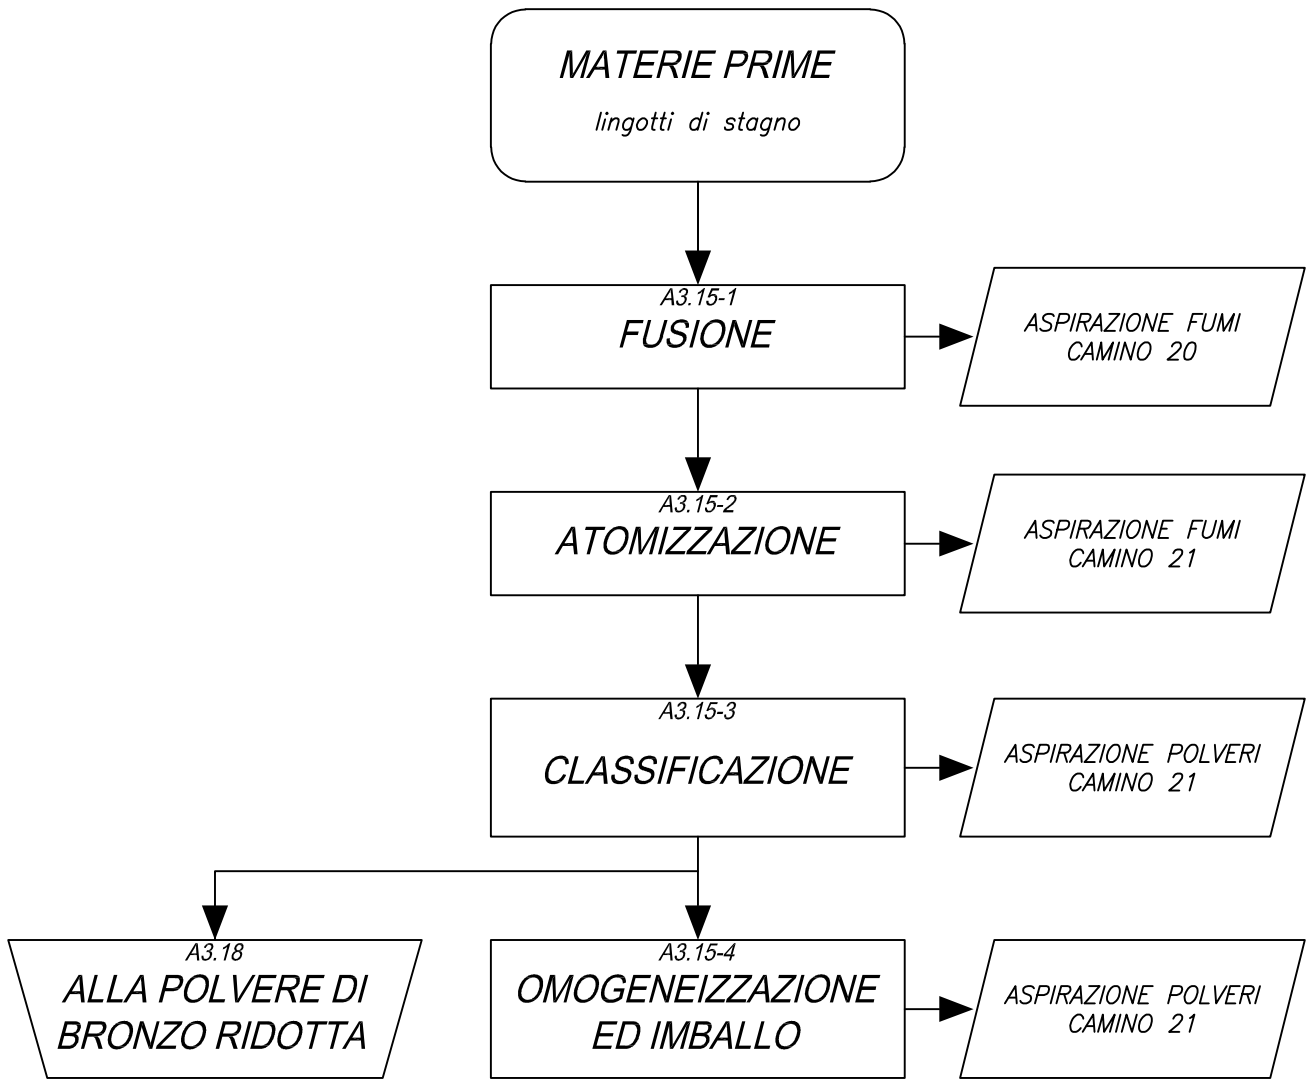 MATERIE PRIME
lingotti di stagno
A3.15-1
FUSIONE
ASPIRAZIONE FUMI
CAMINO 20
A3.15-2
ATOMIZZAZIONE
ASPIRAZIONE FUMI
CAMINO 21
A3.15-3
CLASSIFICAZIONE
ASPIRAZIONE POLVERI
CAMINO 21
A3.18
ALLA POLVERE DI
BRONZO RIDOTTA
A3.15-4
OMOGENEIZZAZIONE
ED IMBALLO
ASPIRAZIONE POLVERI
CAMINO 21